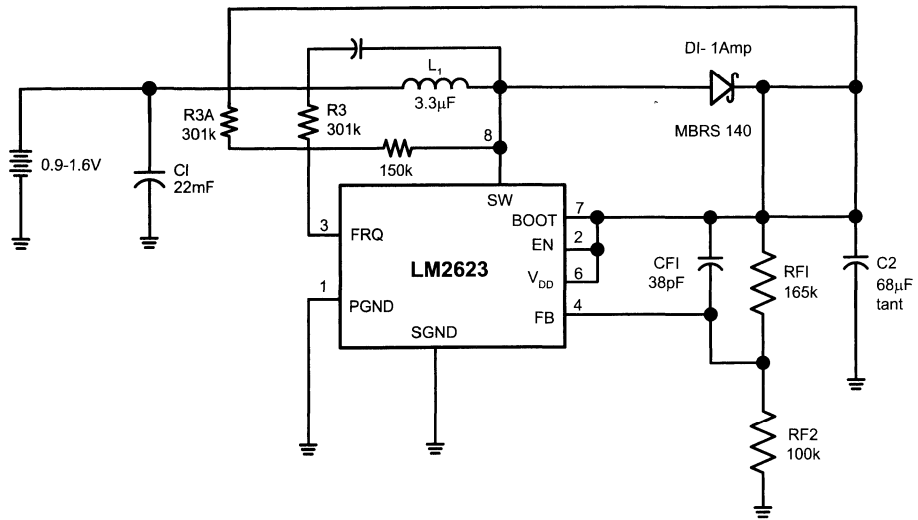 DI- 1Amp
L1
3.3µF
R3A
301k
R3
301k
8
MBRS 140
0.9-1.6V
CI
22mF
150k
SW
BOOT
7
3
FRQ
EN
2
LM2623
CFI
38pF
RFI
165k
C2
68µF
tant
VDD
6
1
PGND
FB
4
SGND
RF2
100k